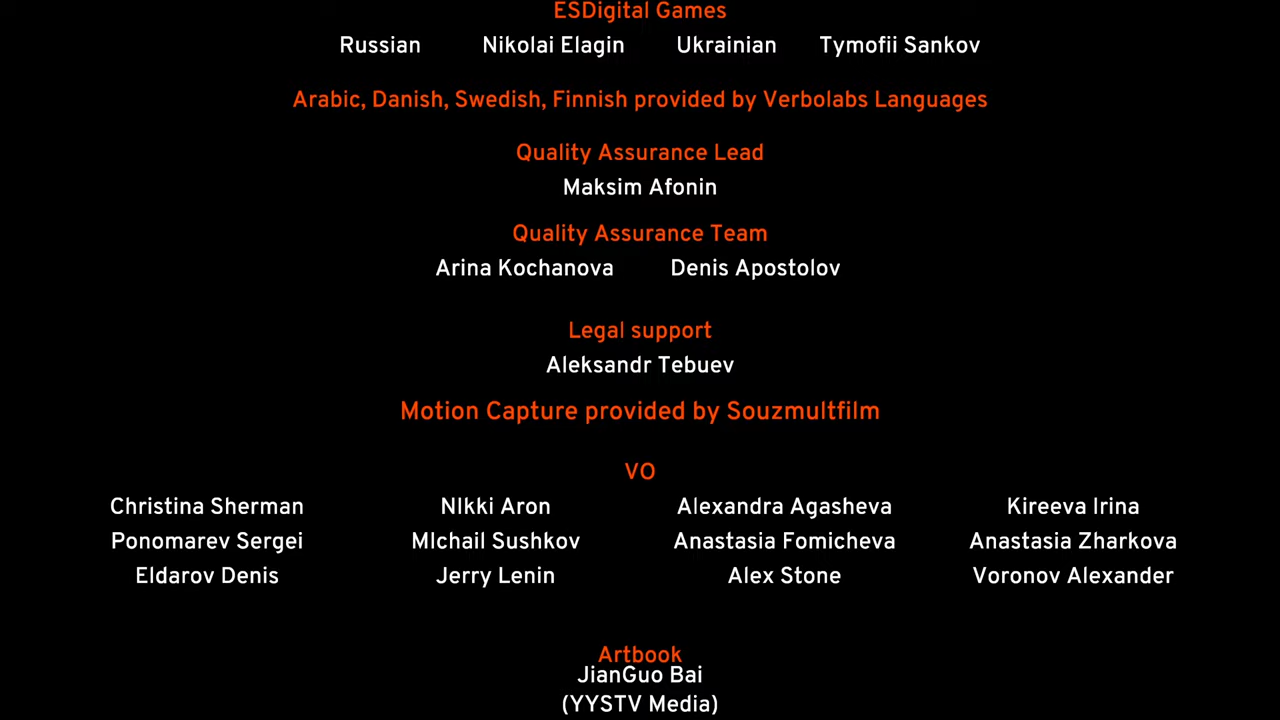 ESDigital Games
Russian Nikolai Elagin Ukrainian Tymofii Sankov
Arabic, Danish, Swedish, Finnish provided by Verbolabs Languages
Quality Assurance Lead
Maksim Afonin
Quality Assurance Team
Arina Kochanova Denis Apostolov
Legal support
Aleksandr Tebuev
Motion Capture provided by Souzmultfilm
VO
Christina Sherman NIkki Aron Alexandra Agasheva Kireeva Irina
Ponomarev Sergei MIchail Sushkov Anastasia Fomicheva Anastasia Zharkova
Eldarov Denis Jerry Lenin Alex Stone Voronov Alexander
Artbook
JianGuo Bai
(YYSTV Media)